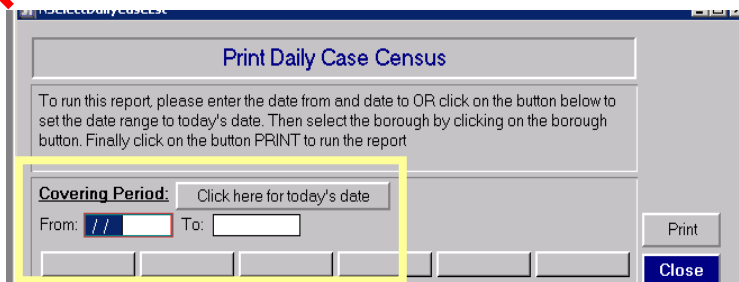 Print Daily Case Census
To run this report, please enter the date from and date to OR click on the button below to
set the date range to today's date. Then select the borough by clicking on the borough
button. Finally click on the button PRINT to run the report
Covering Period: Click here for today's date
From: / / To:
Print
Close